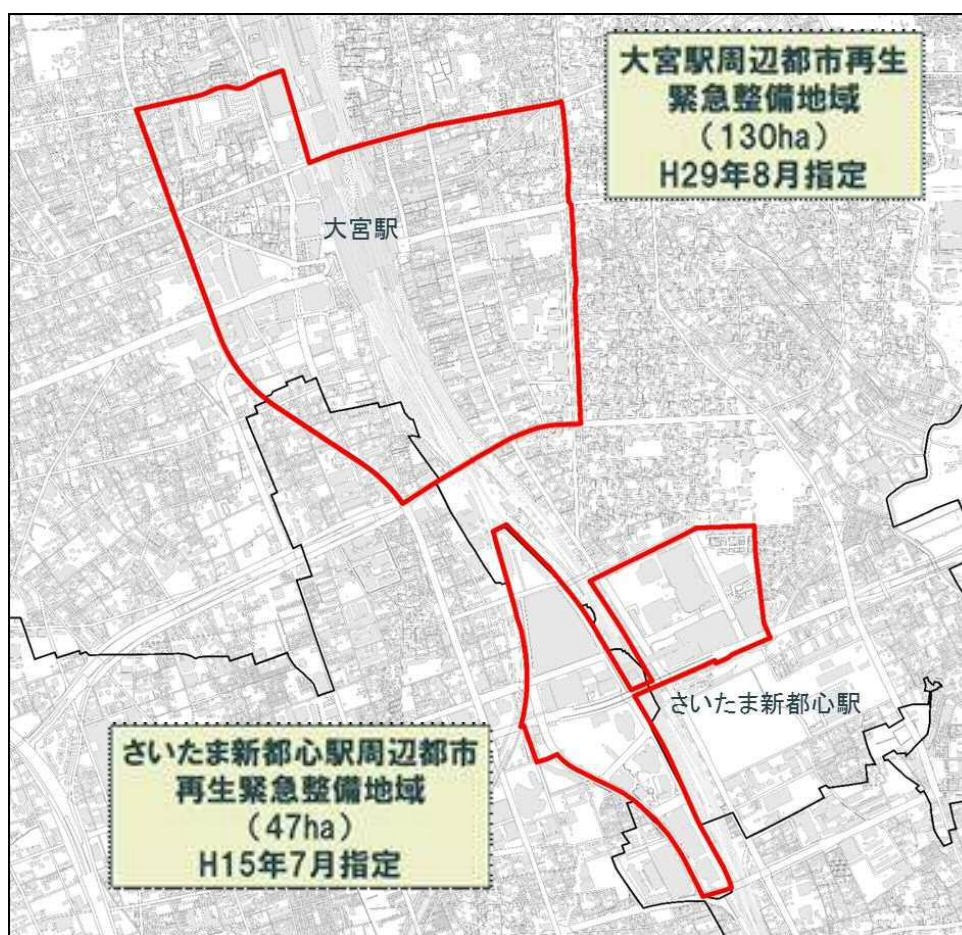 大宮駅周辺都市再生
緊急整備地域
（130ha）
H29年8月指定
大宮駅
さいたま新都心駅
さいたま新都心駅周辺都市
再生緊急整備地域
（47ha）
H15年7月指定